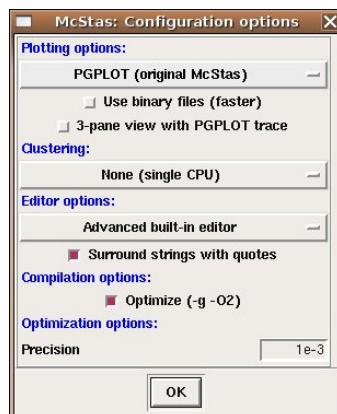 McStas: Configuration options
Plotting options:
PGPLOT (original McStas)
Use binary files (faster)
3-pane view with PGPLOT trace
Clustering:
None (single CPU)
Editor options:
Advanced built-in editor
Surround strings with quotes
Compilation options:
Optimize (-g -O2)
Optimization options:
Precision 1e-3
OK